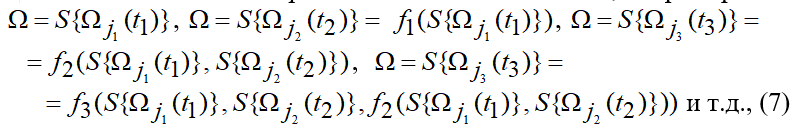 Ω = S{Ω_{j_1}(t_1)}, Ω = S{Ω_{j_2}(t_2)} = f_1(S{Ω_{j_1}(t_1)}), Ω = S{Ω_{j_3}(t_3)} =
= f_2(S{Ω_{j_1}(t_1)}, S{Ω_{j_2}(t_2)}), Ω = S{Ω_{j_3}(t_3)} =
= f_3(S{Ω_{j_1}(t_1)}, S{Ω_{j_2}(t_2)}, f_2(S{Ω_{j_1}(t_1)}, S{Ω_{j_2}(t_2)})) и т.д., (7)